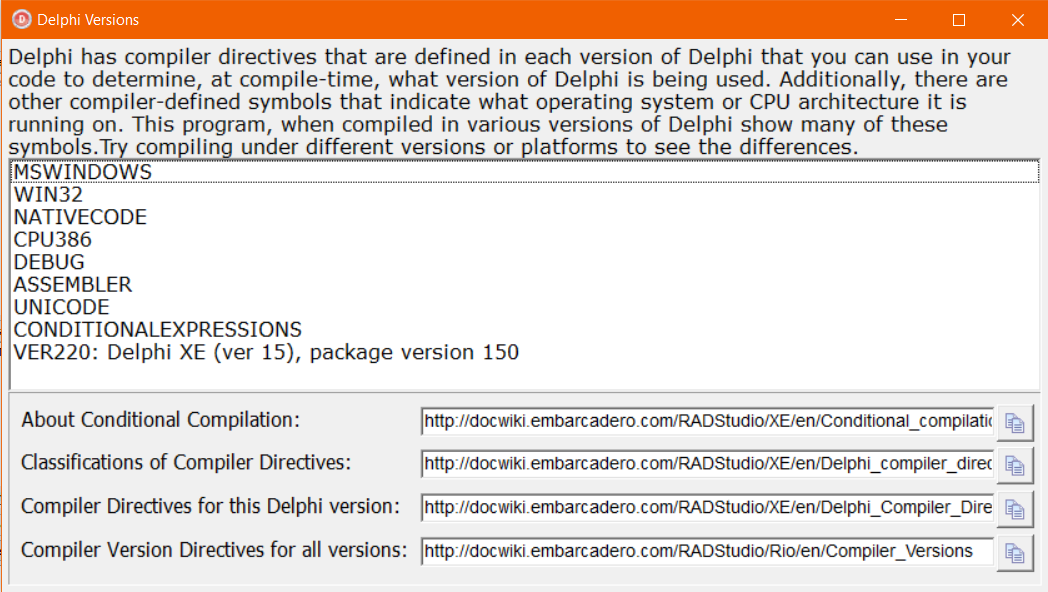 Delphi Versions
Delphi has compiler directives that are defined in each version of Delphi that you can use in your
code to determine, at compile-time, what version of Delphi is being used. Additionally, there are
other compiler-defined symbols that indicate what operating system or CPU architecture it is
running on. This program, when compiled in various versions of Delphi show many of these
symbols.Try compiling under different versions or platforms to see the differences.
MSWINDOWS
WIN32
NATIVECODE
CPU386
DEBUG
ASSEMBLER
UNICODE
CONDITIONALEXPRESSIONS
VER220: Delphi XE (ver 15), package version 150
About Conditional Compilation: http://docwiki.embarcadero.com/RADStudio/XE/en/Conditional_compilatio
Classifications of Compiler Directives: http://docwiki.embarcadero.com/RADStudio/XE/en/Delphi_compiler_direc
Compiler Directives for this Delphi version: http://docwiki.embarcadero.com/RADStudio/XE/en/Delphi_Compiler_Dire
Compiler Version Directives for all versions: http://docwiki.embarcadero.com/RADStudio/Rio/en/Compiler_Versions